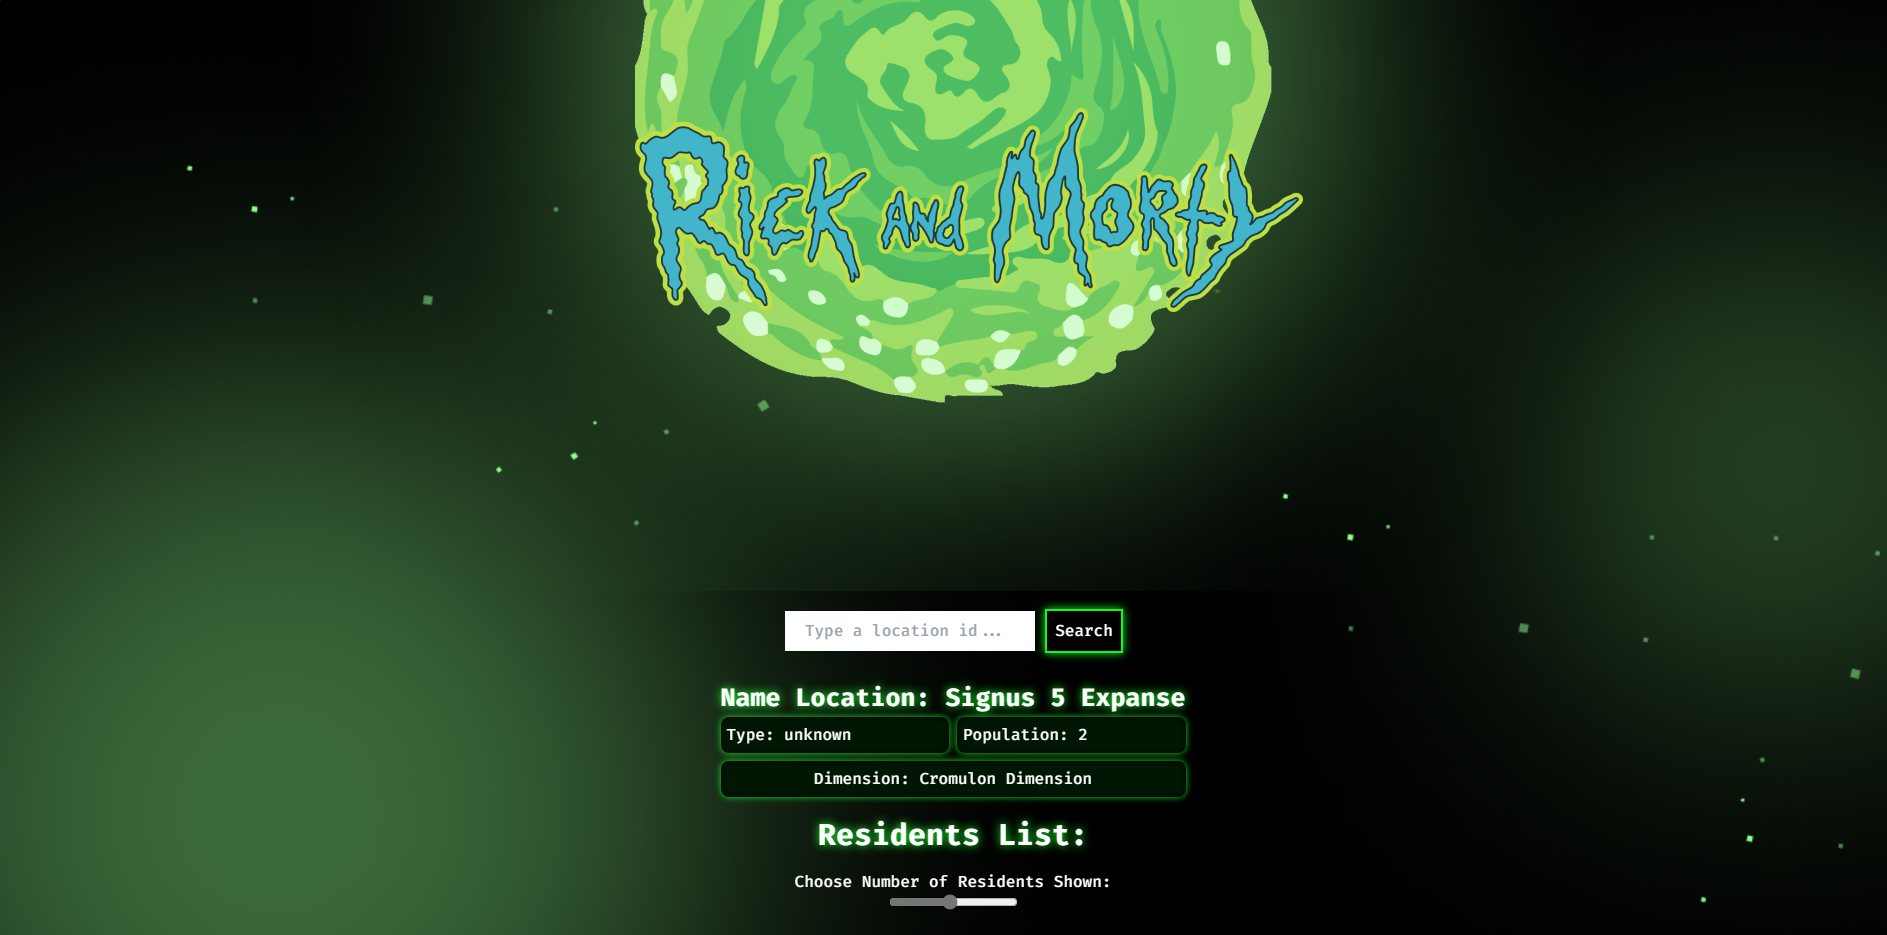 Rick and Morty
Type a location id...
Search
Name Location: Signus 5 Expanse
Type: unknown
Population: 2
Dimension: Cromulon Dimension
Residents List:
Choose Number of Residents Shown: